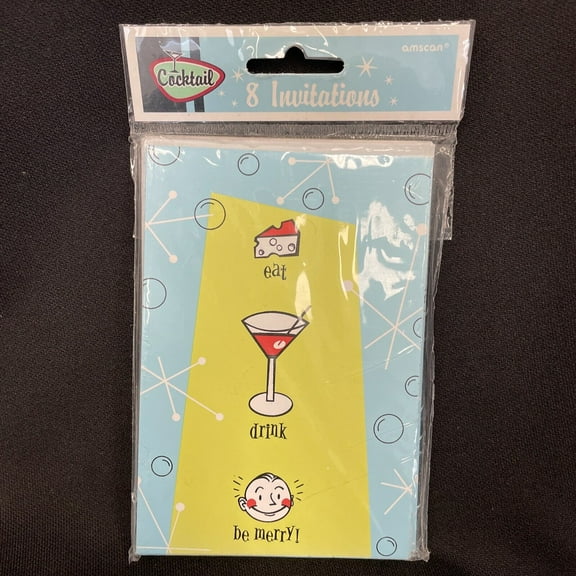 amscan®
Cocktail
8 Invitations
eat
drink
be merry!